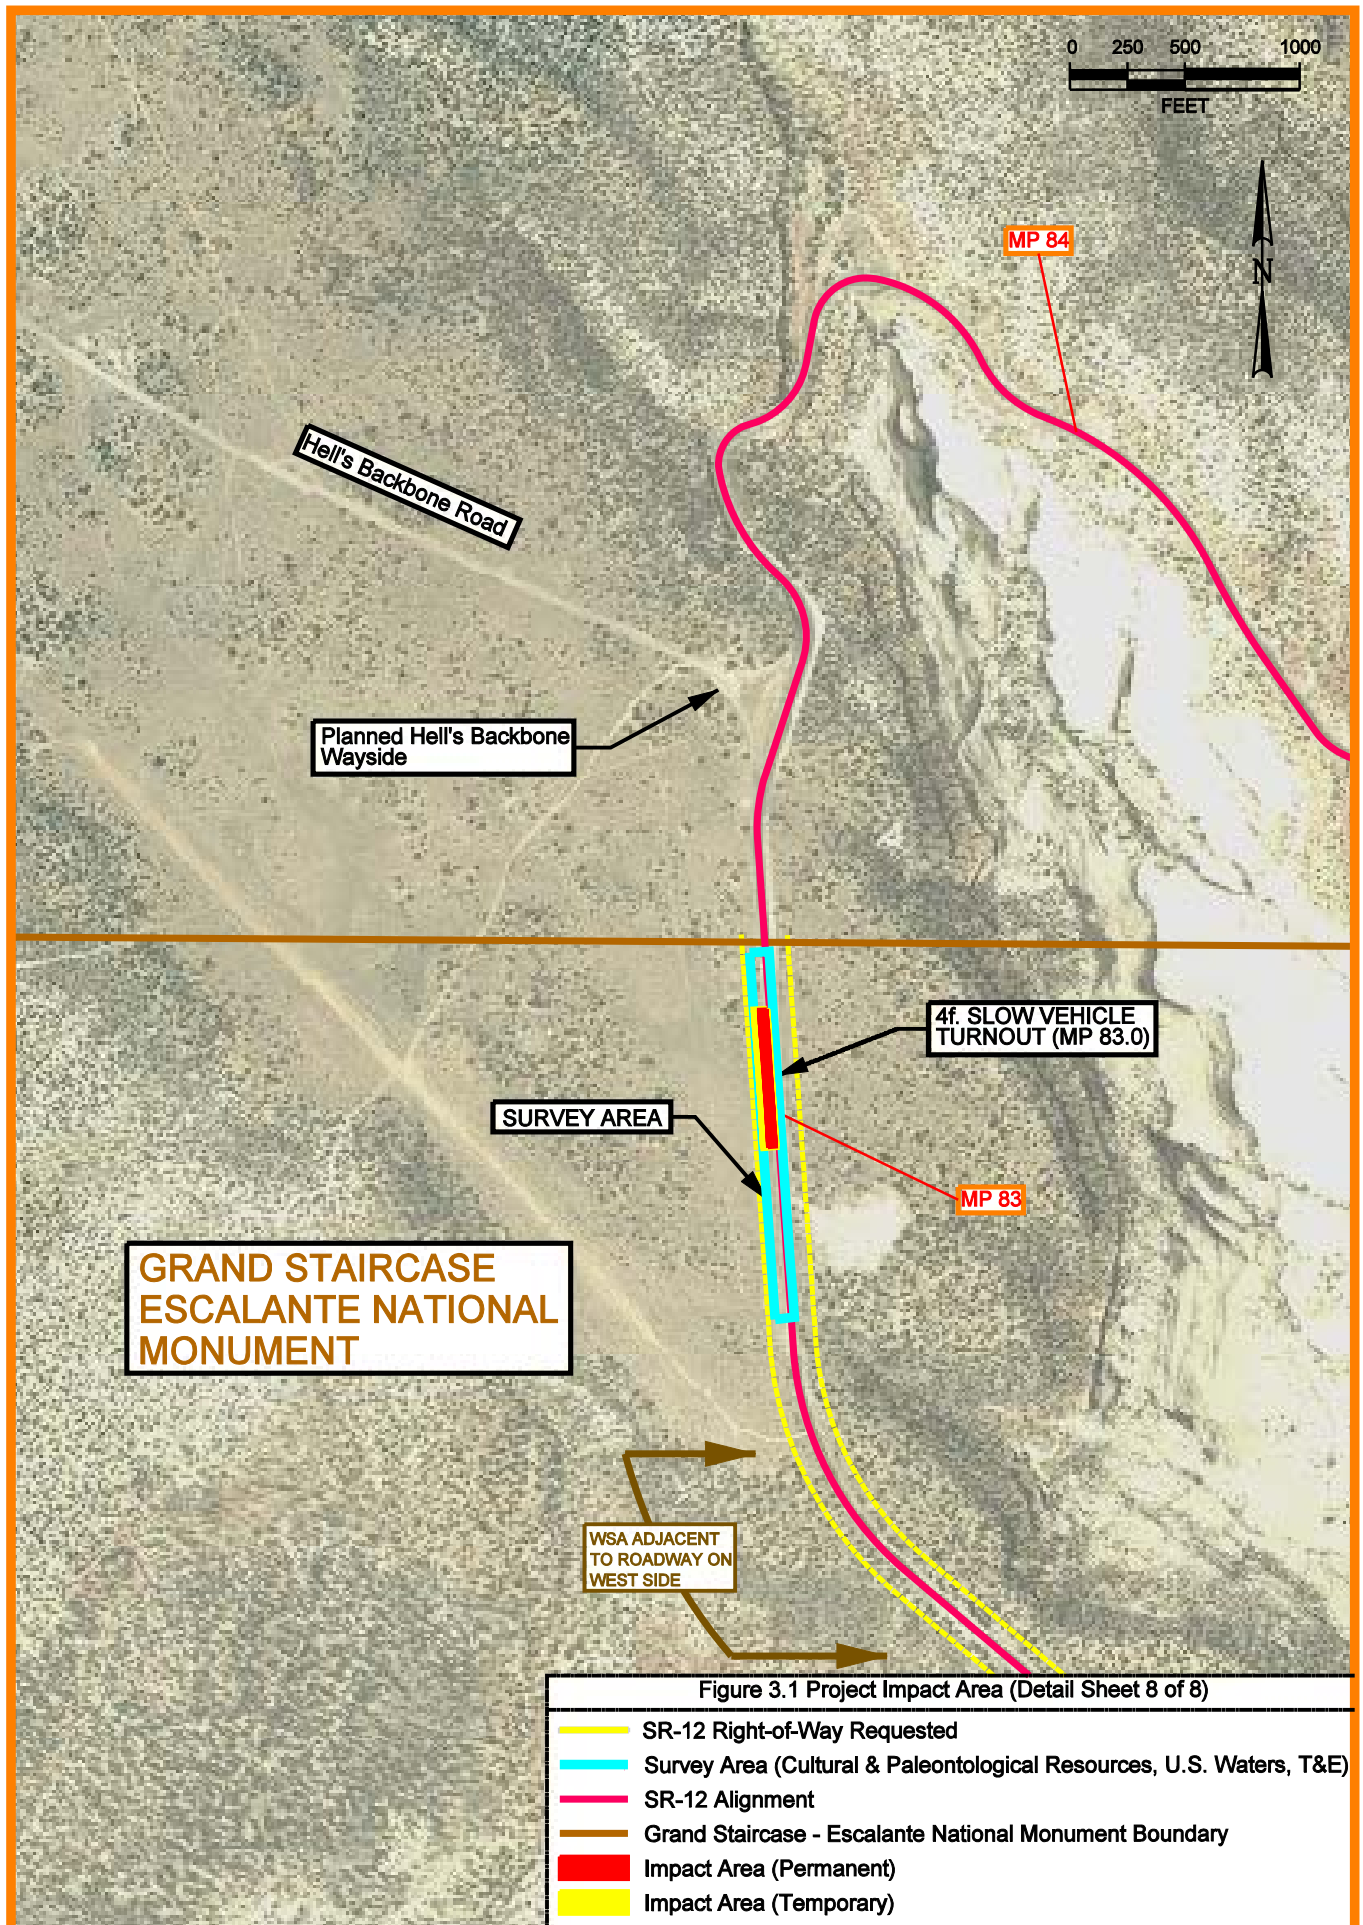 0 250 500 1000
FEET
MP 84
N
Hell's Backbone Road
Planned Hell's Backbone
Wayside
4f. SLOW VEHICLE
TURNOUT (MP 83.0)
SURVEY AREA
MP 83
GRAND STAIRCASE
ESCALANTE NATIONAL
MONUMENT
WSA ADJACENT
TO ROADWAY ON
WEST SIDE
Figure 3.1 Project Impact Area (Detail Sheet 8 of 8)
SR-12 Right-of-Way Requested
Survey Area (Cultural & Paleontological Resources, U.S. Waters, T&E)
SR-12 Alignment
Grand Staircase - Escalante National Monument Boundary
Impact Area (Permanent)
Impact Area (Temporary)